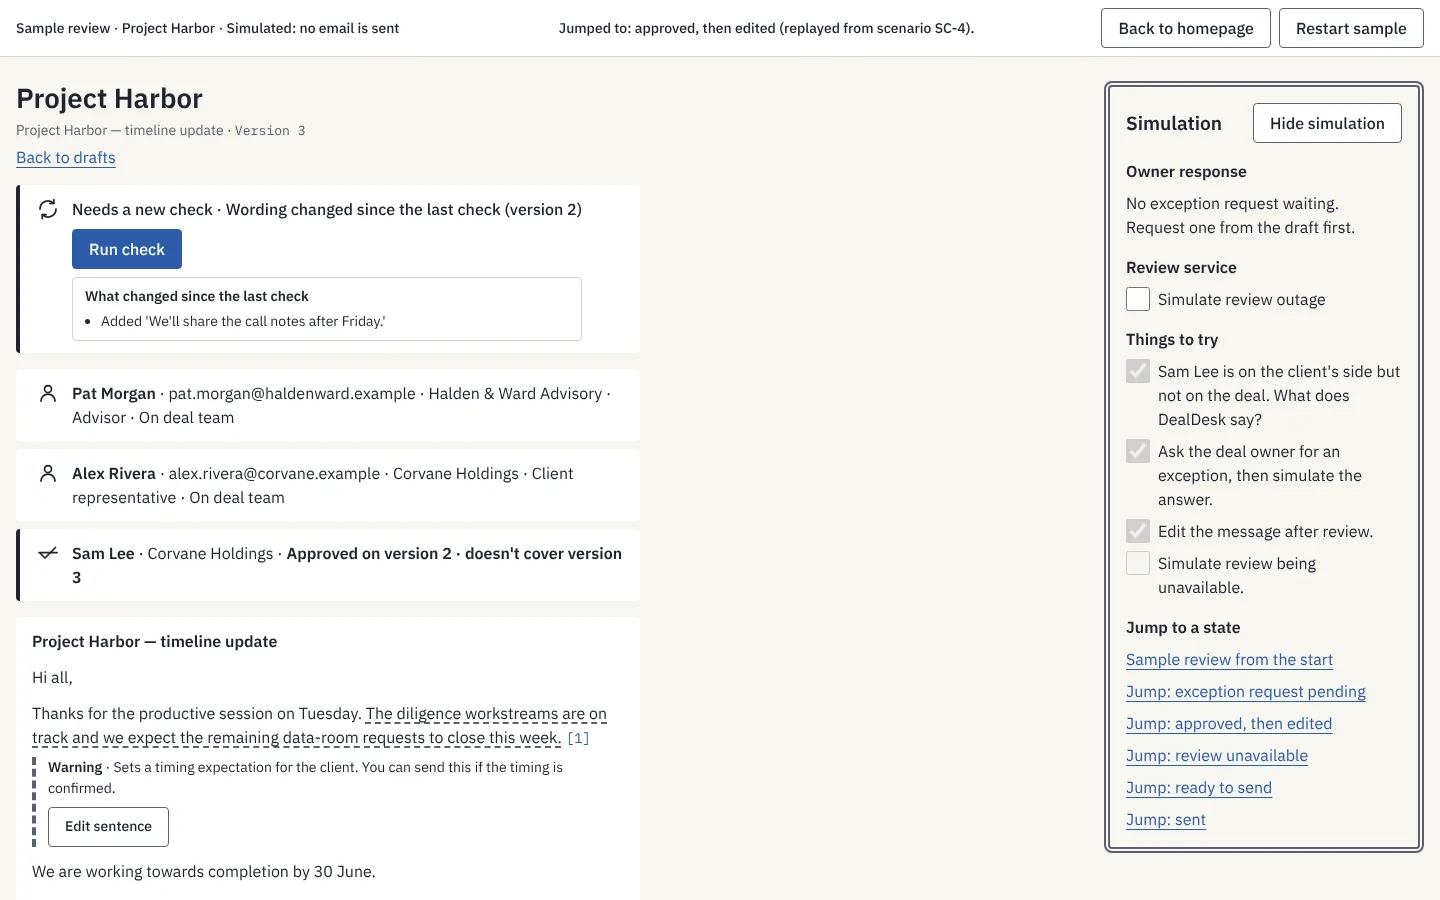 Sample review · Project Harbor · Simulated: no email is sent
Jumped to: approved, then edited (replayed from scenario SC-4).
Back to homepage
Restart sample
Project Harbor
Project Harbor — timeline update · Version 3
Back to drafts
Needs a new check · Wording changed since the last check (version 2)
Run check
What changed since the last check
• Added 'We'll share the call notes after Friday.'
Pat Morgan · pat.morgan@haldenward.example · Halden & Ward Advisory ·
Advisor · On deal team
Alex Rivera · alex.rivera@corvane.example · Corvane Holdings · Client
representative · On deal team
Sam Lee · Corvane Holdings · Approved on version 2 · doesn't cover version
3
Project Harbor — timeline update
Hi all,
Thanks for the productive session on Tuesday. The diligence workstreams are on
track and we expect the remaining data-room requests to close this week. [1]
Warning · Sets a timing expectation for the client. You can send this if the timing is
confirmed.
Edit sentence
We are working towards completion by 30 June.
Simulation
Hide simulation
Owner response
No exception request waiting.
Request one from the draft first.
Review service
Simulate review outage
Things to try
Sam Lee is on the client's side but
not on the deal. What does
DealDesk say?
Ask the deal owner for an
exception, then simulate the
answer.
Edit the message after review.
Simulate review being
unavailable.
Jump to a state
Sample review from the start
Jump: exception request pending
Jump: approved, then edited
Jump: review unavailable
Jump: ready to send
Jump: sent